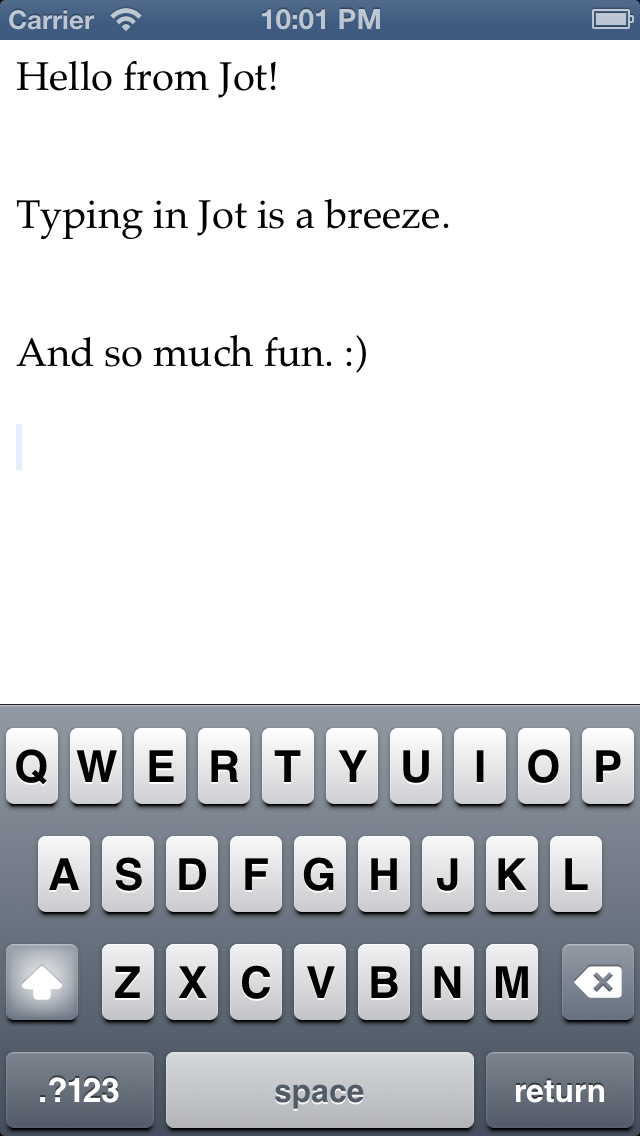 Carrier 10:01 PM
Hello from Jot!
Typing in Jot is a breeze.
And so much fun. :)
Q W E R T Y U I O P
A S D F G H J K L
Z X C V B N M
.?123 space return